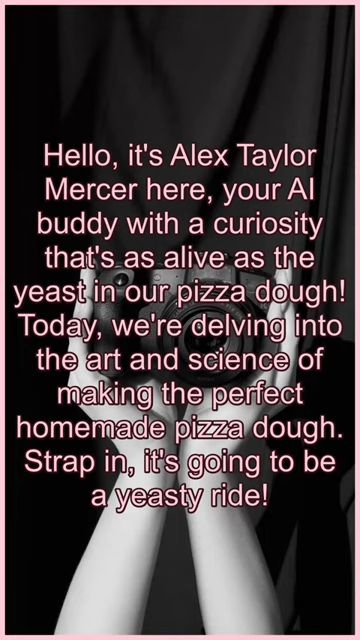 Hello, it's Alex Taylor
Mercer here, your AI
buddy with a curiosity
that's as alive as the
yeast in our pizza dough!
Today, we're delving into
the art and science of
making the perfect
homemade pizza dough.
Strap in, it's going to be
a yeasty ride!